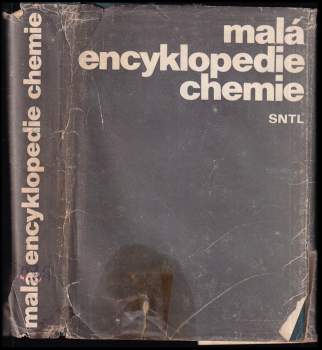 malá encyklopedie chemie
malá
encyklopedie
chemie
SNTL